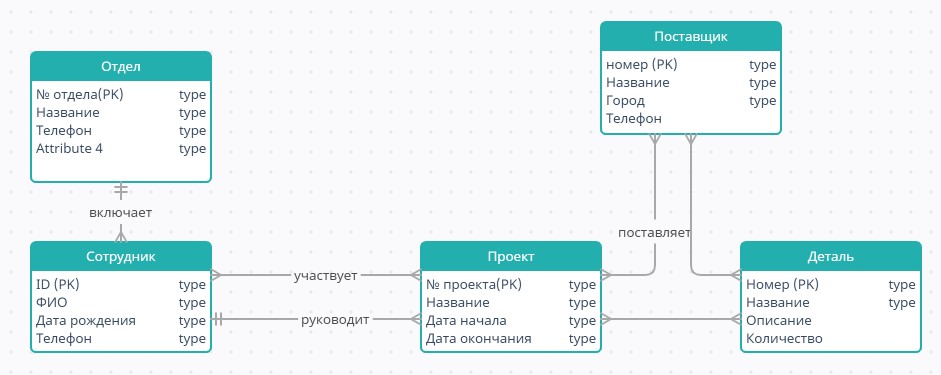 Поставщик
номер (PK) type
Название type
Город type
Телефон
Отдел
№ отдела(PK) type
Название type
Телефон type
Attribute 4 type
включает
поставляет
Сотрудник
ID (PK) type
ФИО type
Дата рождения type
Телефон type
участвует
руководит
Проект
№ проекта(PK) type
Название type
Дата начала type
Дата окончания type
Деталь
Номер (PK) type
Название type
Описание
Количество